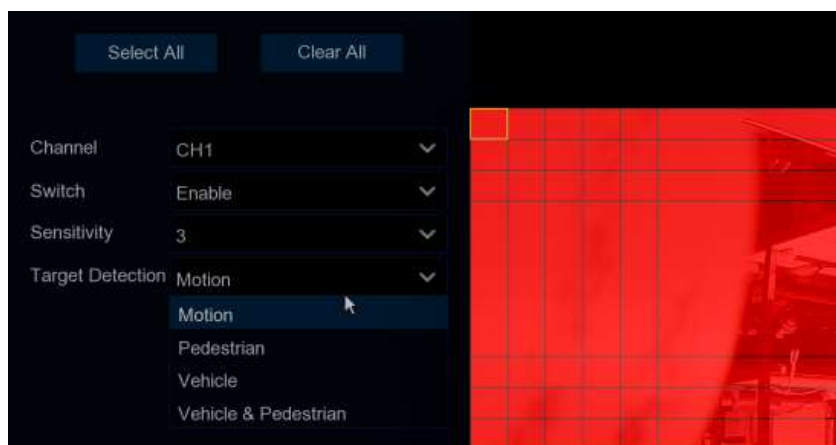 Select All Clear All
Channel CH1
Switch Enable
Sensitivity 3
Target Detection Motion
Motion
Pedestrian
Vehicle
Vehicle & Pedestrian